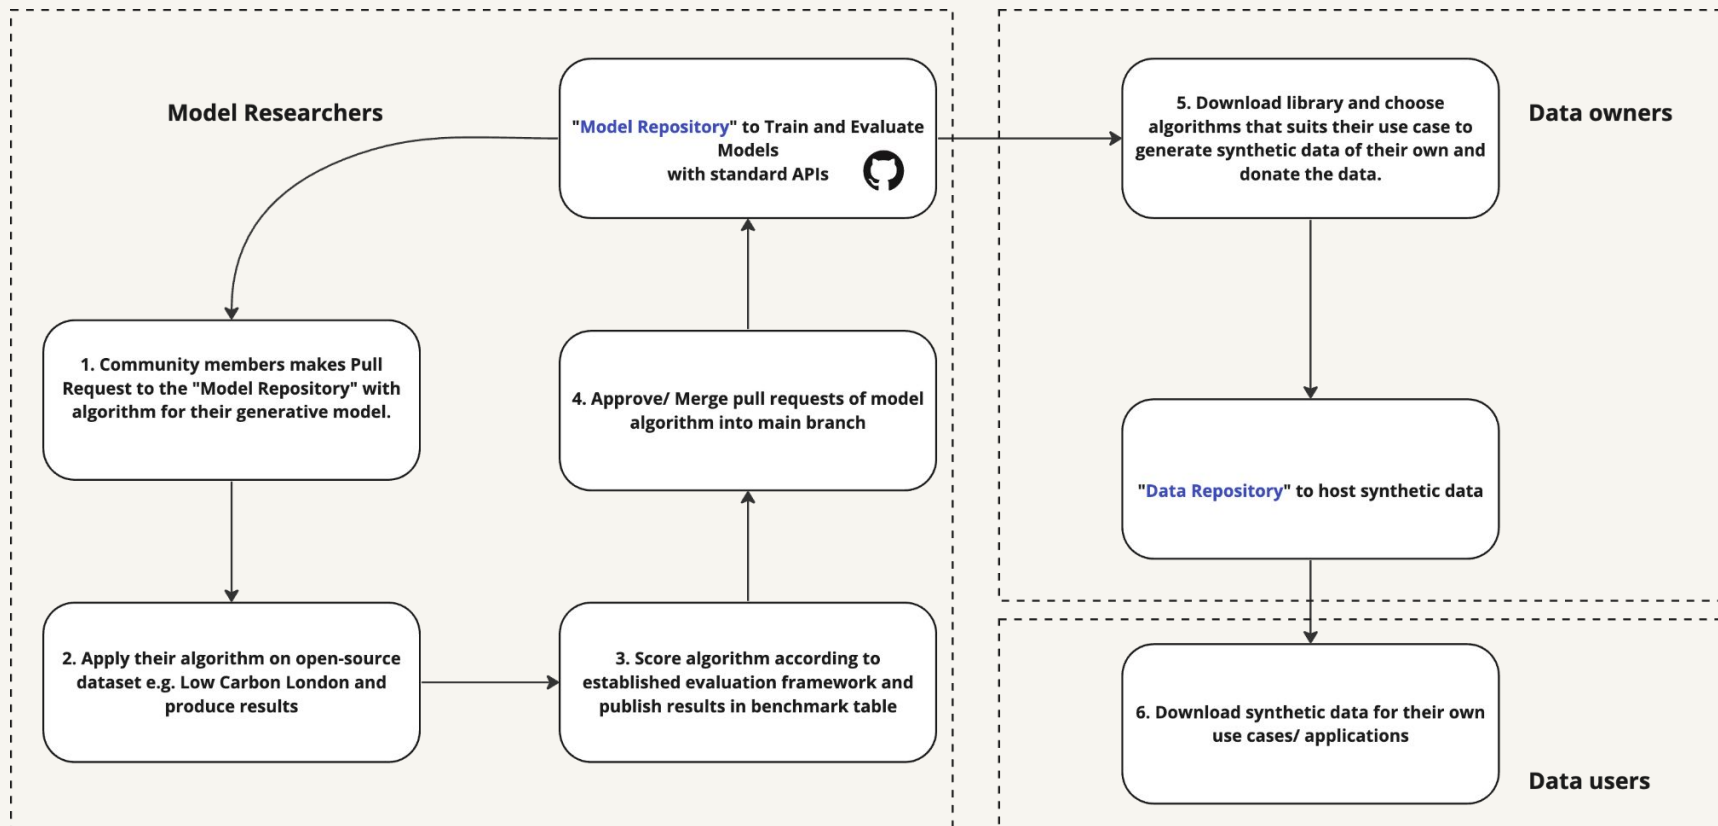 Model Researchers
"Model Repository" to Train and Evaluate
Models
with standard APIs
1. Community members makes Pull
Request to the "Model Repository" with
algorithm for their generative model.
2. Apply their algorithm on open-source
dataset e.g. Low Carbon London and
produce results
3. Score algorithm according to
established evaluation framework and
publish results in benchmark table
4. Approve/ Merge pull requests of model
algorithm into main branch
Data owners
5. Download library and choose
algorithms that suits their use case to
generate synthetic data of their own and
donate the data.
"Data Repository" to host synthetic data
6. Download synthetic data for their own
use cases/ applications
Data users